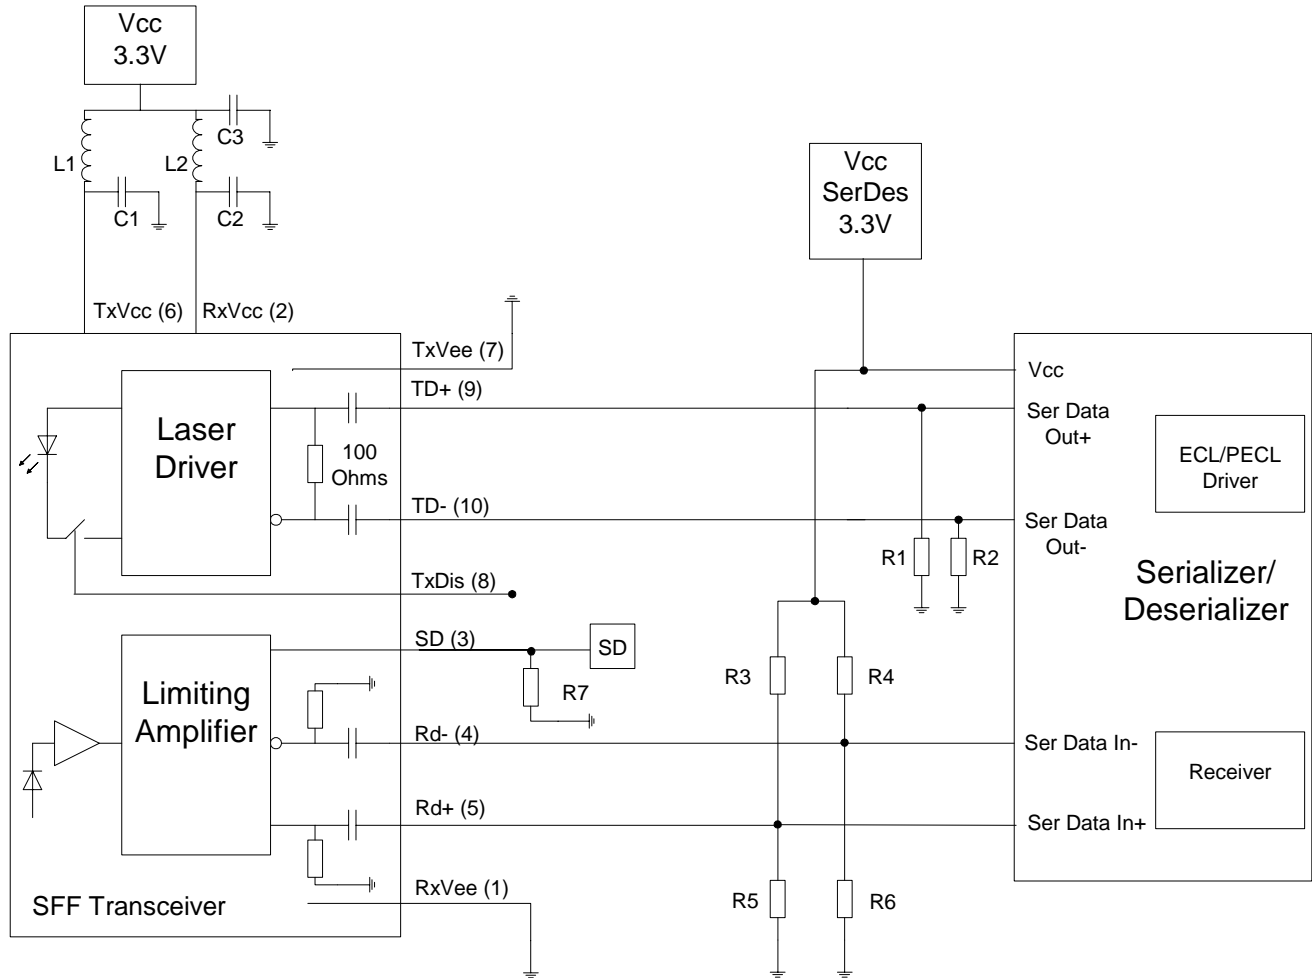 Vcc
3.3V
C3
L1
L2
C1
C2
Vcc
SerDes
3.3V
TxVcc (6)
RxVcc (2)
TxVee (7)
Vcc
TD+ (9)
Ser Data
Out+
Laser
Driver
100
Ohms
ECL/PECL
Driver
TD- (10)
Ser Data
Out-
R1
R2
TxDis (8)
Serializer/
Deserializer
SD (3)
SD
R3
R4
R7
Limiting
Amplifier
Rd- (4)
Ser Data In-
Receiver
Rd+ (5)
Ser Data In+
RxVee (1)
R5
R6
SFF Transceiver